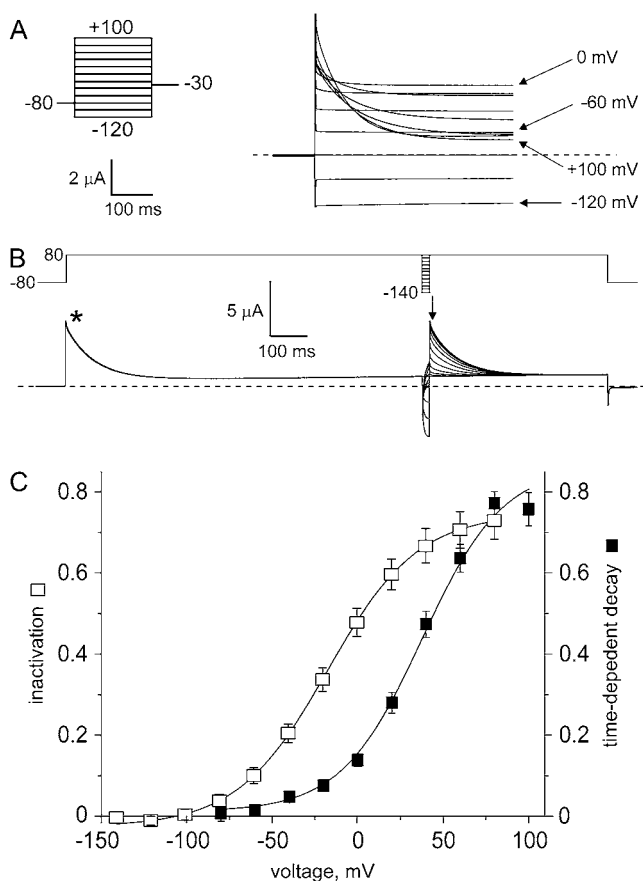 A
+100
-80
-30
-120
2 µA
100 ms
0 mV
-60 mV
+100 mV
-120 mV
B
80
-80
-140
5 µA
100 ms
*
C
0.8
0.6
0.4
0.2
0
inactivation
0.8
0.6
0.4
0.2
0
time-depedent decay
-150 -100 -50 0 50 100
voltage, mV